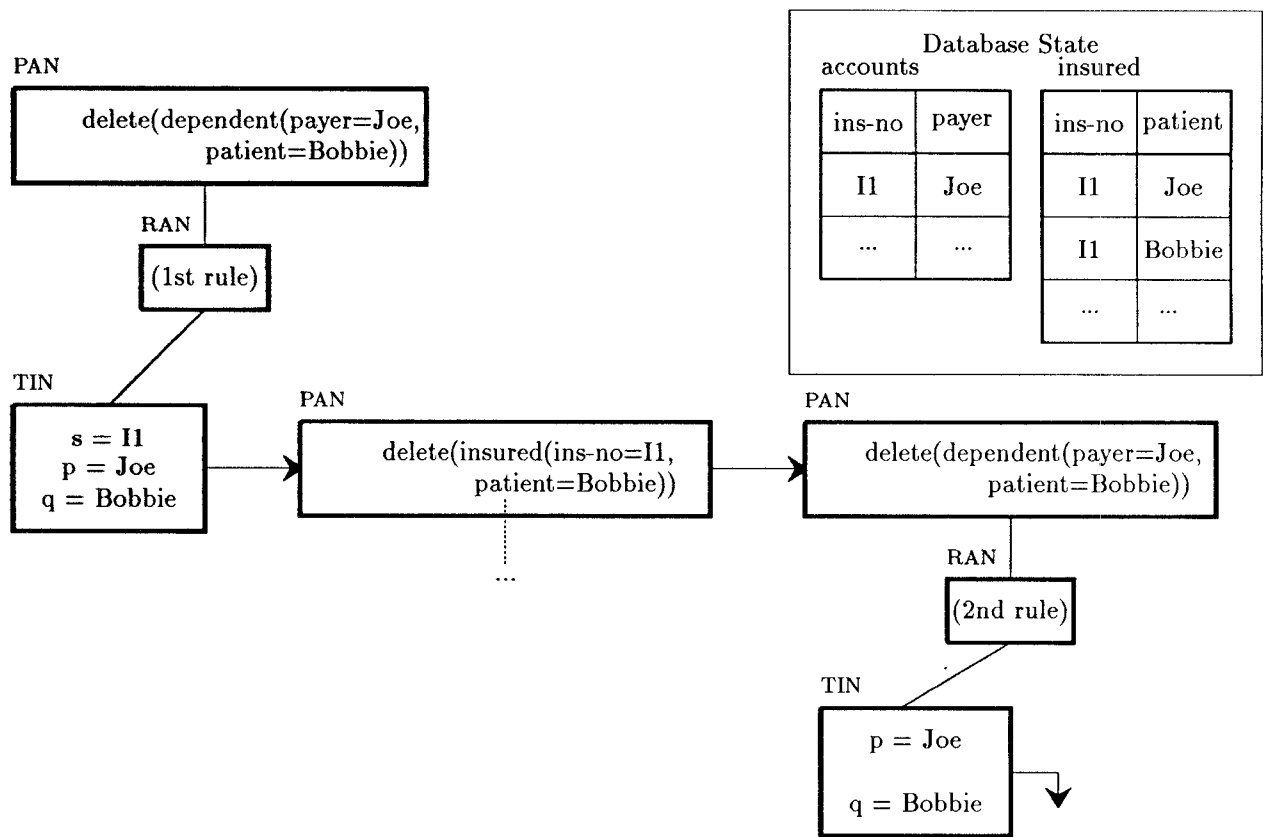 PAN
delete(dependent(payer=Joe,
patient=Bobbie))
RAN
(1st rule)
Database State
accounts
insured
ins-no payer
I1 Joe
... ...
ins-no patient
I1 Joe
I1 Bobbie
... ...
TIN
s = I1
p = Joe
q = Bobbie
PAN
delete(insured(ins-no=I1,
patient=Bobbie))
...
PAN
delete(dependent(payer=Joe,
patient=Bobbie))
RAN
(2nd rule)
TIN
p = Joe
q = Bobbie